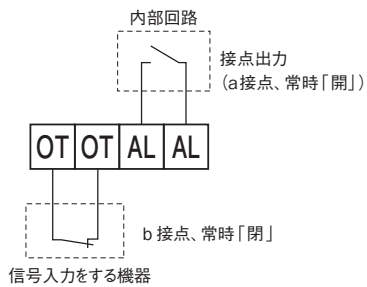 内部回路
接点出力
（a接点、常時「開」）
OT OT AL AL
b 接点、常時「閉」
信号入力をする機器